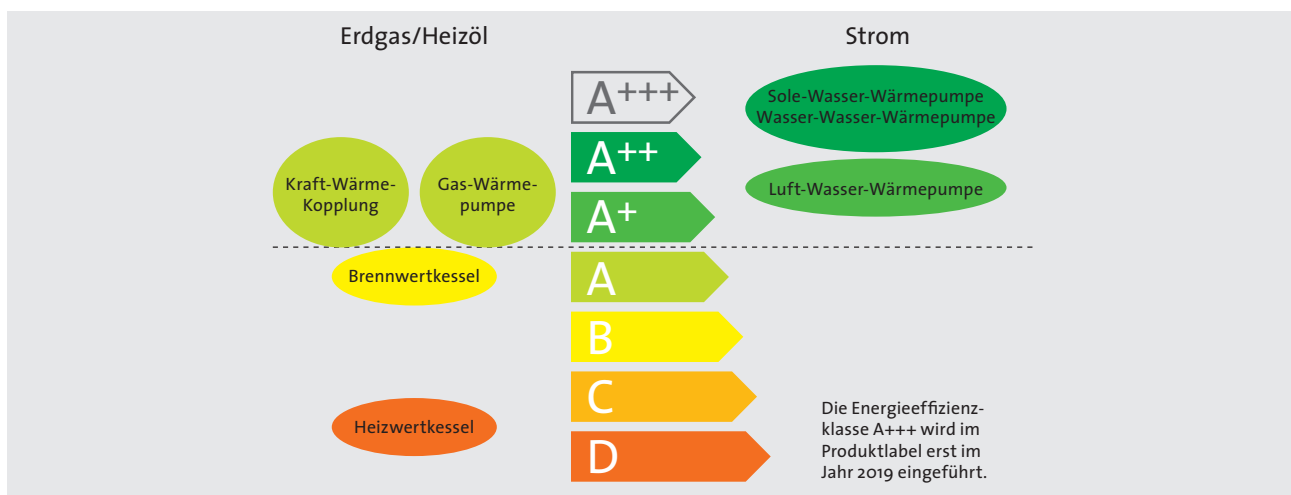 Erdgas/Heizöl
Strom
A+++
Sole-Wasser-Wärmepumpe
Wasser-Wasser-Wärmepumpe
A++
Kraft-Wärme-
Kopplung
Gas-Wärme-
pumpe
Luft-Wasser-Wärmepumpe
A+
Brennwertkessel
A
B
C
Heizwertkessel
D
Die Energieeffizienz-
klasse A+++ wird im
Produktlabel erst im
Jahr 2019 eingeführt.